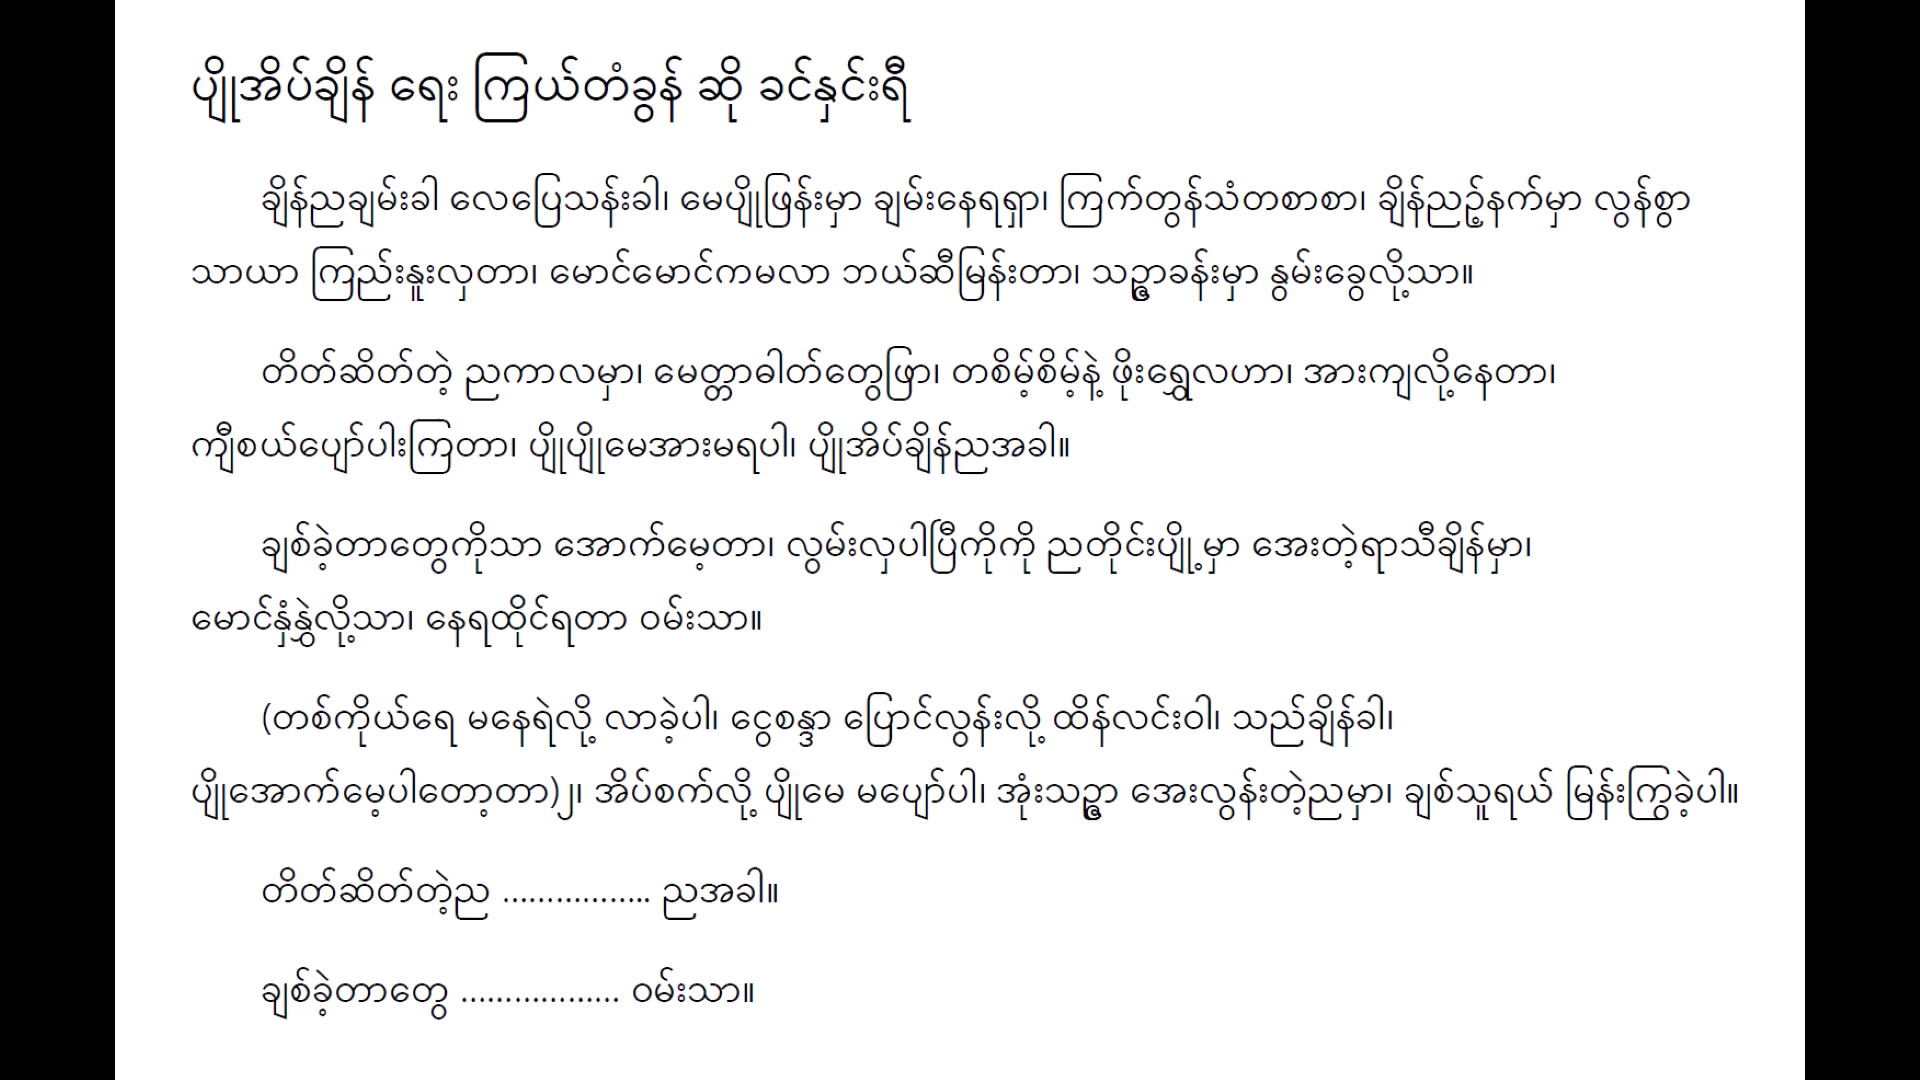 ပျိုအိပ်ချိန် ရေး ကြယ်တံခွန် ဆို ခင်နှင်းရီ
ချိန်ညချမ်းခါ လေပြေသန်းခါ၊ မေပျိုဖြန်းမှာ ချမ်းနေရရှာ၊ ကြက်တွန်သံတစာစာ၊ ချိန်ညဉ့်နက်မှာ လွန်စွာ
သာယာ ကြည်းနူးလှတာ၊ မောင်မောင်ကမလာ ဘယ်ဆီမြန်းတာ၊ သဉ္ဇာခန်းမှာ နွမ်းခွေလို့သာ။
တိတ်ဆိတ်တဲ့ ညကာလမှာ၊ မေတ္တာဓါတ်တွေဖြာ၊ တစိမ့်စိမ့်နဲ့ ဖိုးရွှေလဟာ၊ အားကျလို့နေတာ၊
ကျီစယ်ပျော်ပါးကြတာ၊ ပျိုပျိုမေအားမရပါ၊ ပျိုအိပ်ချိန်ညအခါ။
ချစ်ခဲ့တာတွေကိုသာ အောက်မေ့တာ၊ လွမ်းလှပါပြီကိုကို ညတိုင်းပျို့မှာ အေးတဲ့ရာသီချိန်မှာ၊
မောင်နှံနွှဲလို့သာ၊ နေရထိုင်ရတာ ဝမ်းသာ။
(တစ်ကိုယ်ရေ မနေရဲလို့ လာခဲ့ပါ၊ ငွေစန္ဒာ ပြောင်လွန်းလို့ ထိန်လင်းဝါ၊ သည်ချိန်ခါ၊
ပျိုအောက်မေ့ပါတော့တာ)၂၊ အိပ်စက်လို့ ပျိုမေ မပျော်ပါ၊ အုံးသဉ္ဇာ အေးလွန်းတဲ့ညမှာ၊ ချစ်သူရယ် မြန်းကြွခဲ့ပါ။
တိတ်ဆိတ်တဲ့ည ................. ညအခါ။
ချစ်ခဲ့တာတွေ .................. ဝမ်းသာ။